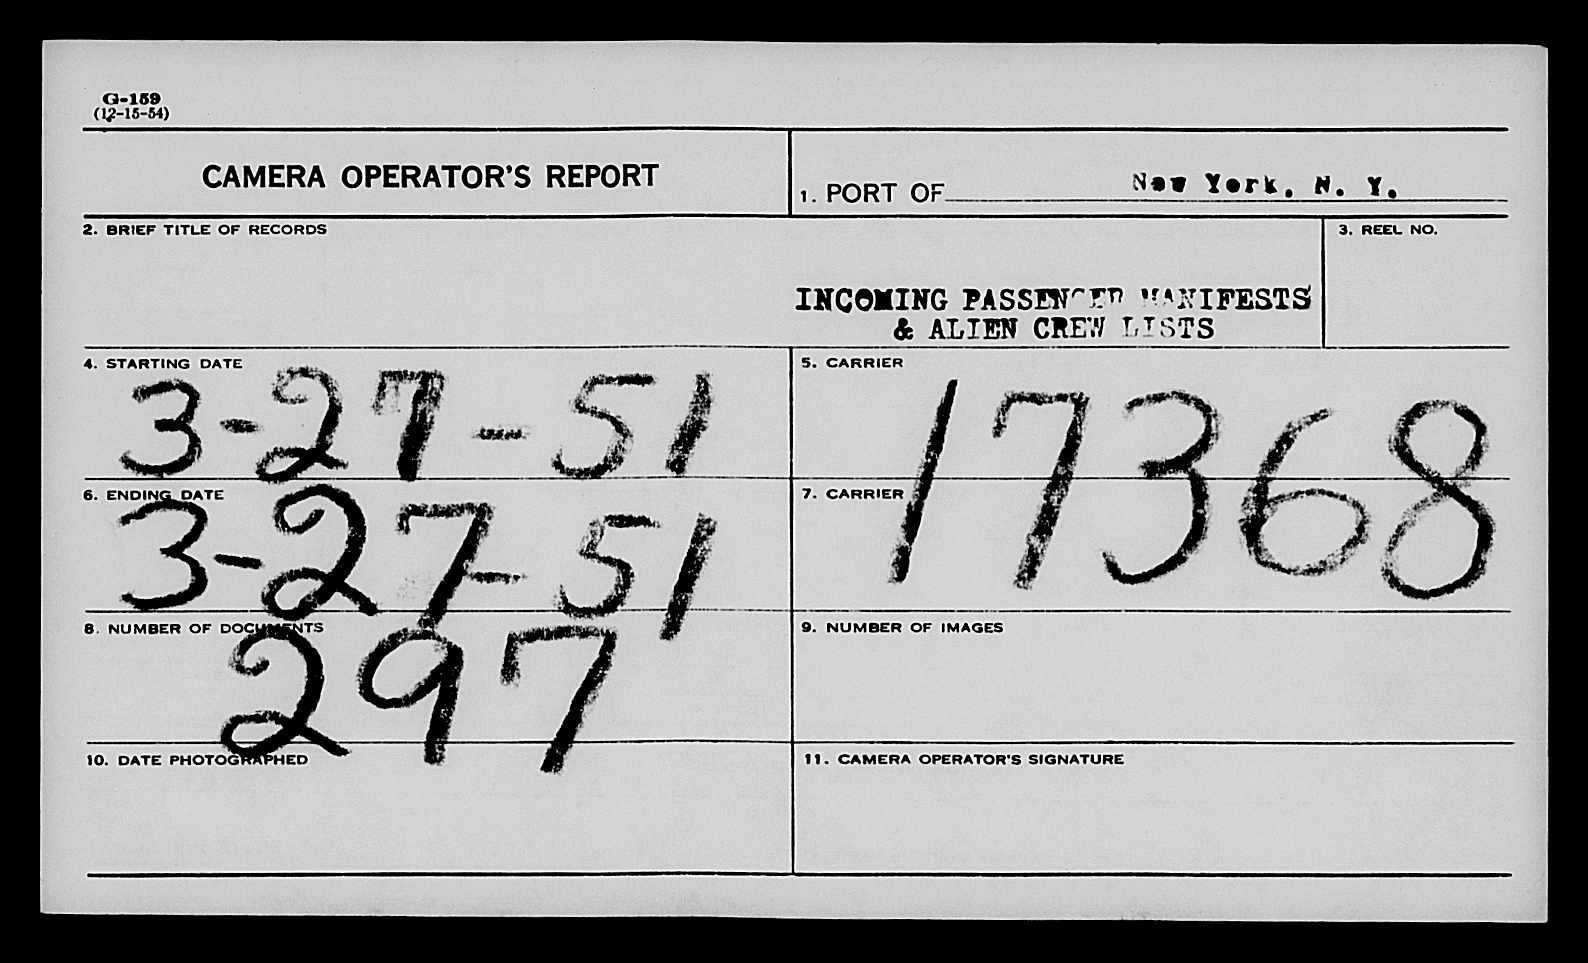 G-159
(12-15-54)
CAMERA OPERATOR'S REPORT
1. PORT OF New York, N. Y.
2. BRIEF TITLE OF RECORDS
3. REEL NO.
INCOMING PASSENGER MANIFESTS
& ALIEN CREW LISTS
4. STARTING DATE
3-27-51
5. CARRIER
17368
6. ENDING DATE
3-27-51
7. CARRIER
8. NUMBER OF DOCUMENTS
297
9. NUMBER OF IMAGES
10. DATE PHOTOGRAPHED
11. CAMERA OPERATOR'S SIGNATURE